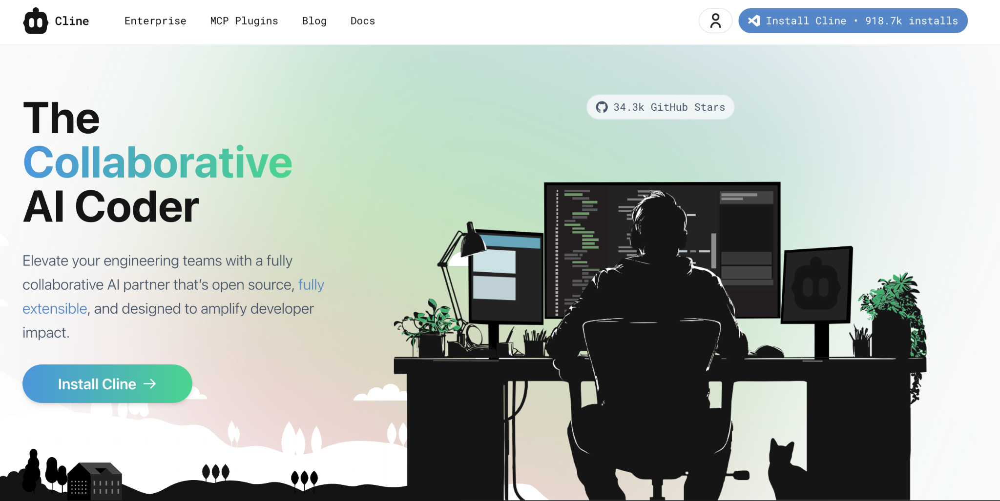 Cline
Enterprise
MCP Plugins
Blog
Docs
Install Cline • 918.7k installs
34.3k GitHub Stars
The
Collaborative
AI Coder
Elevate your engineering teams with a fully
collaborative AI partner that’s open source, fully
extensible, and designed to amplify developer
impact.
Install Cline →